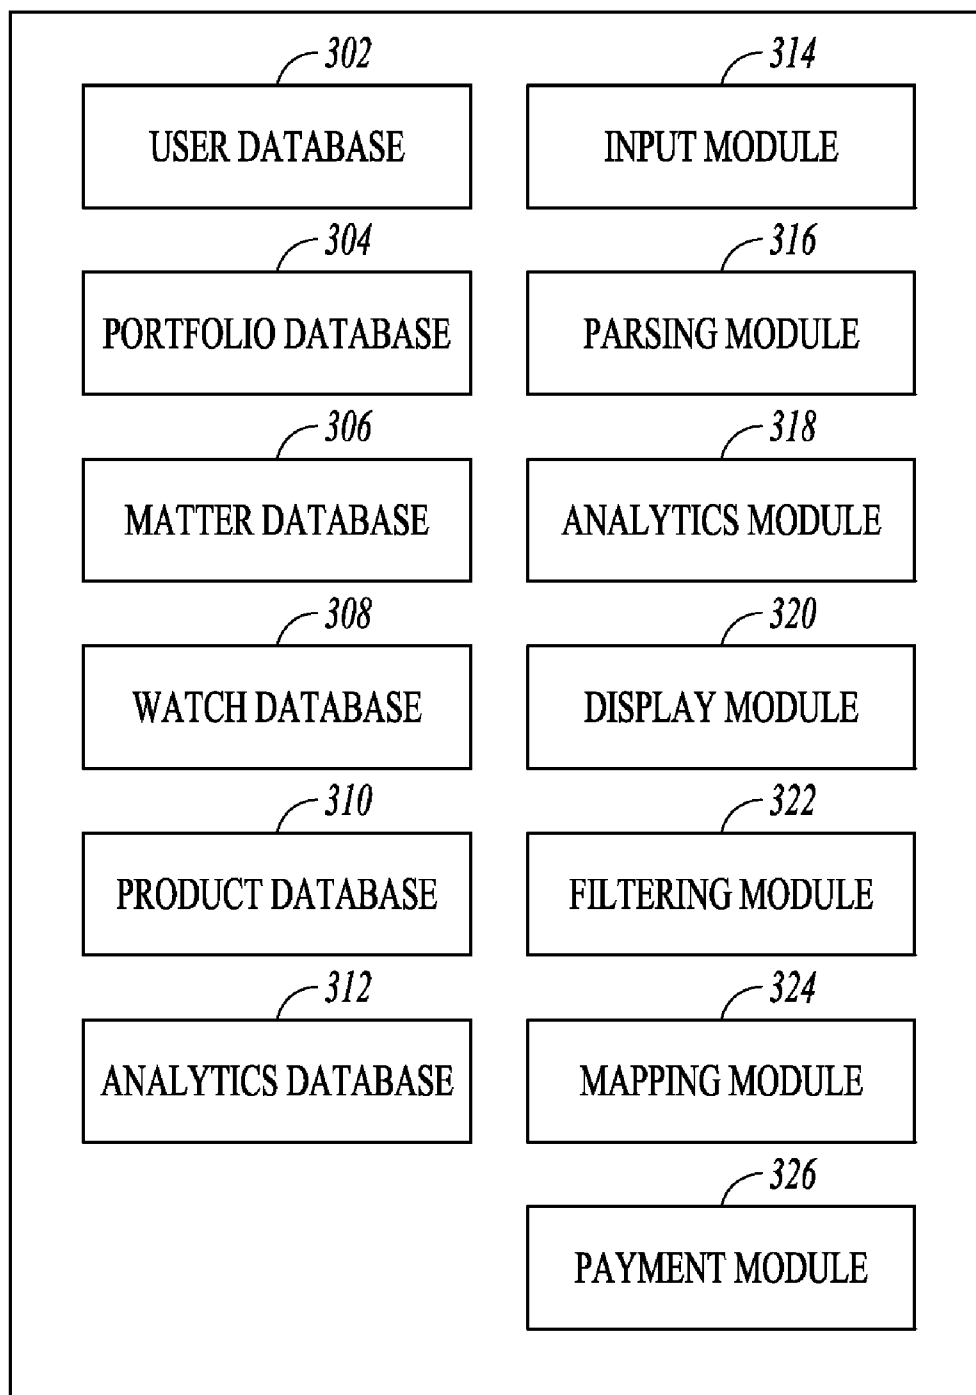 302
USER DATABASE
304
PORTFOLIO DATABASE
306
MATTER DATABASE
308
WATCH DATABASE
310
PRODUCT DATABASE
312
ANALYTICS DATABASE
314
INPUT MODULE
316
PARSING MODULE
318
ANALYTICS MODULE
320
DISPLAY MODULE
322
FILTERING MODULE
324
MAPPING MODULE
326
PAYMENT MODULE